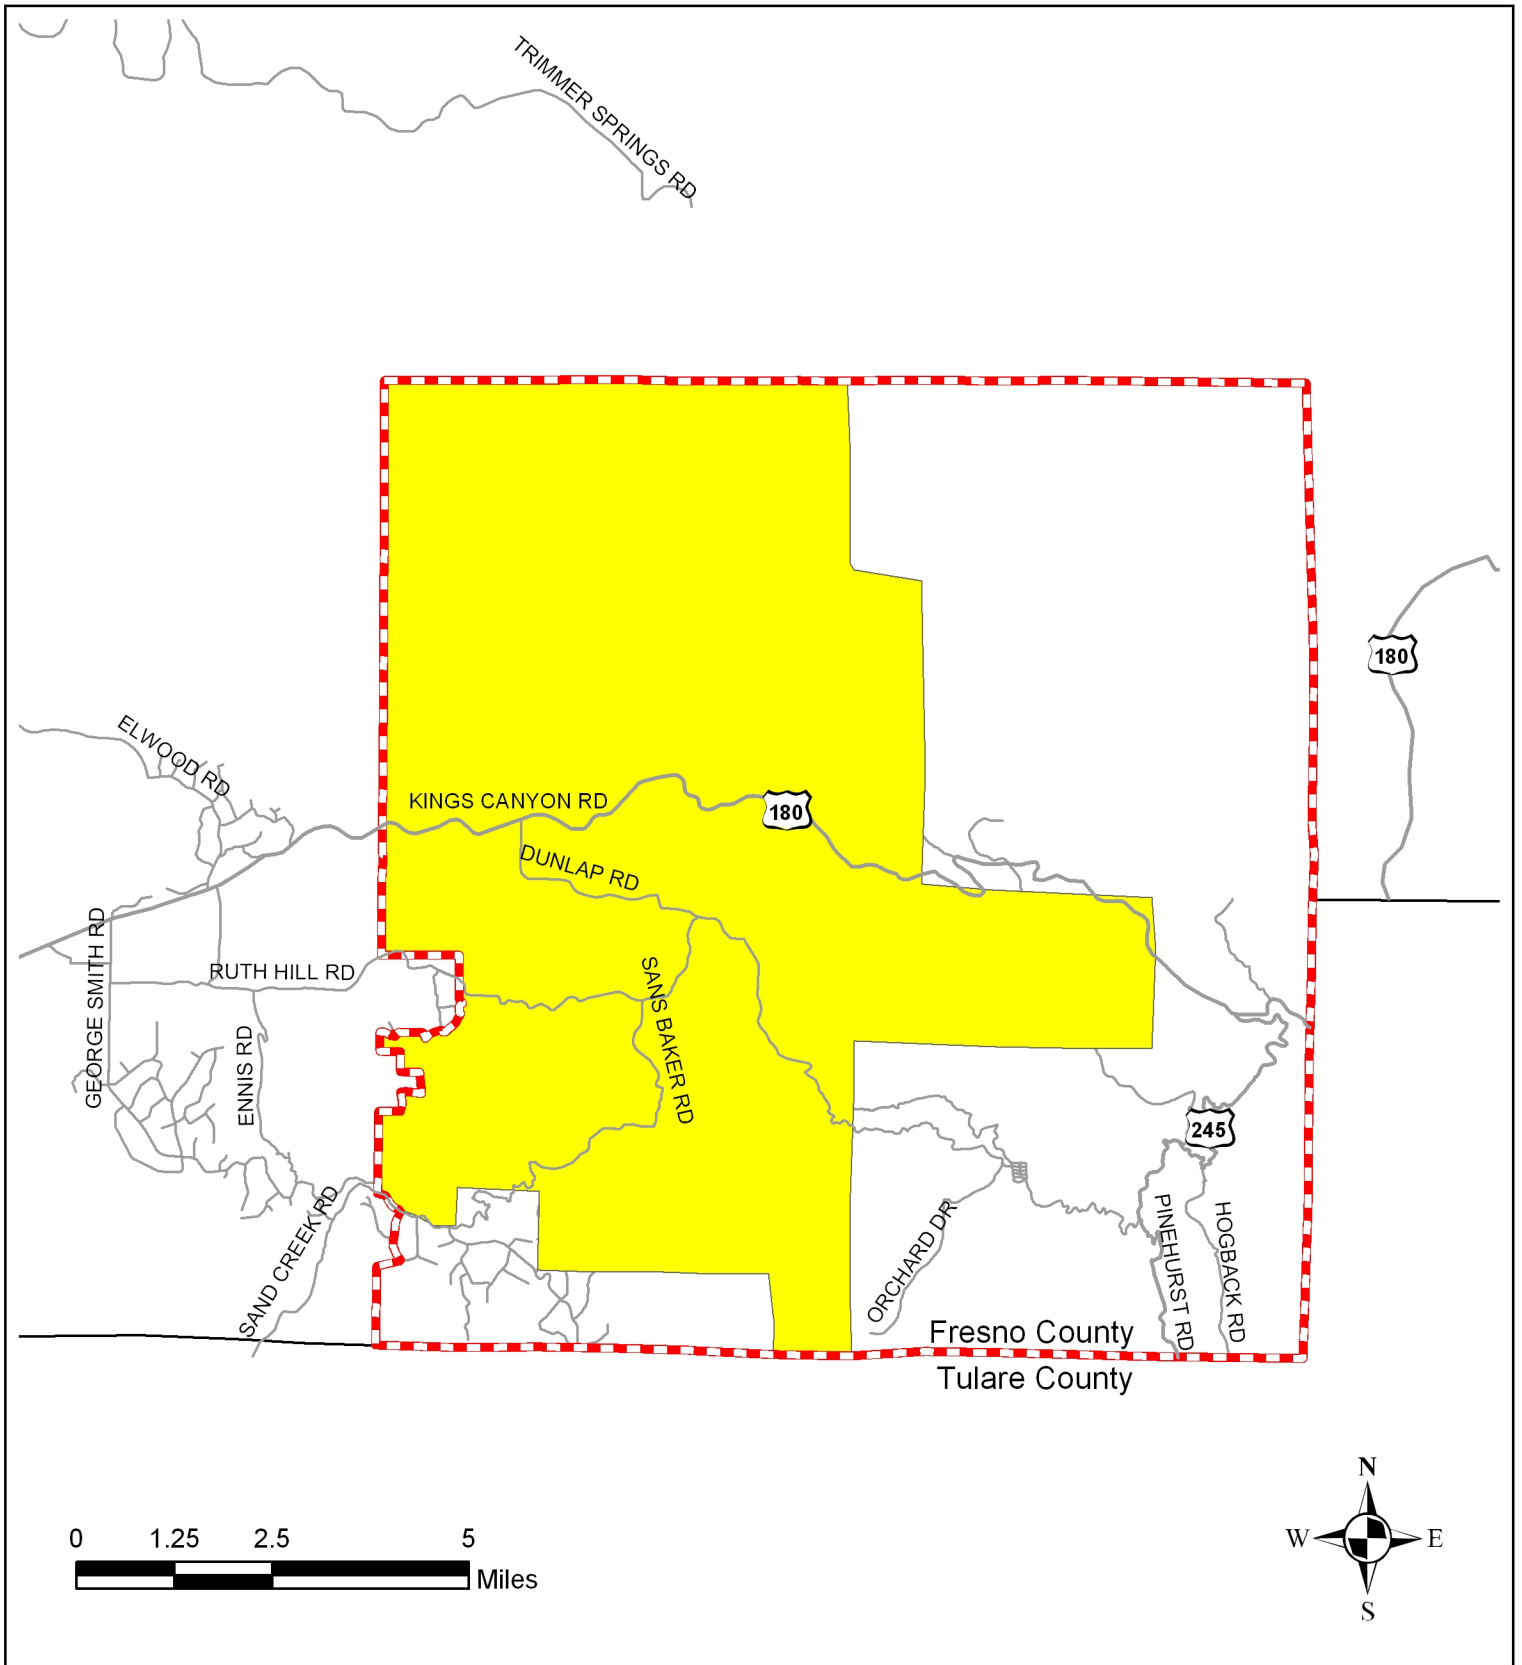 TRIMMER SPRINGS RD
180
ELWOOD RD
KINGS CANYON RD
180
DUNLAP RD
GEORGE SMITH RD
RUTH HILL RD
SANS BAKER RD
ENNIS RD
245
SAND CREEK RD
ORCHARD DR
PINEHURST RD
HOGBACK RD
Fresno County
Tulare County
N
W E
S
0 1.25 2.5 5
Miles